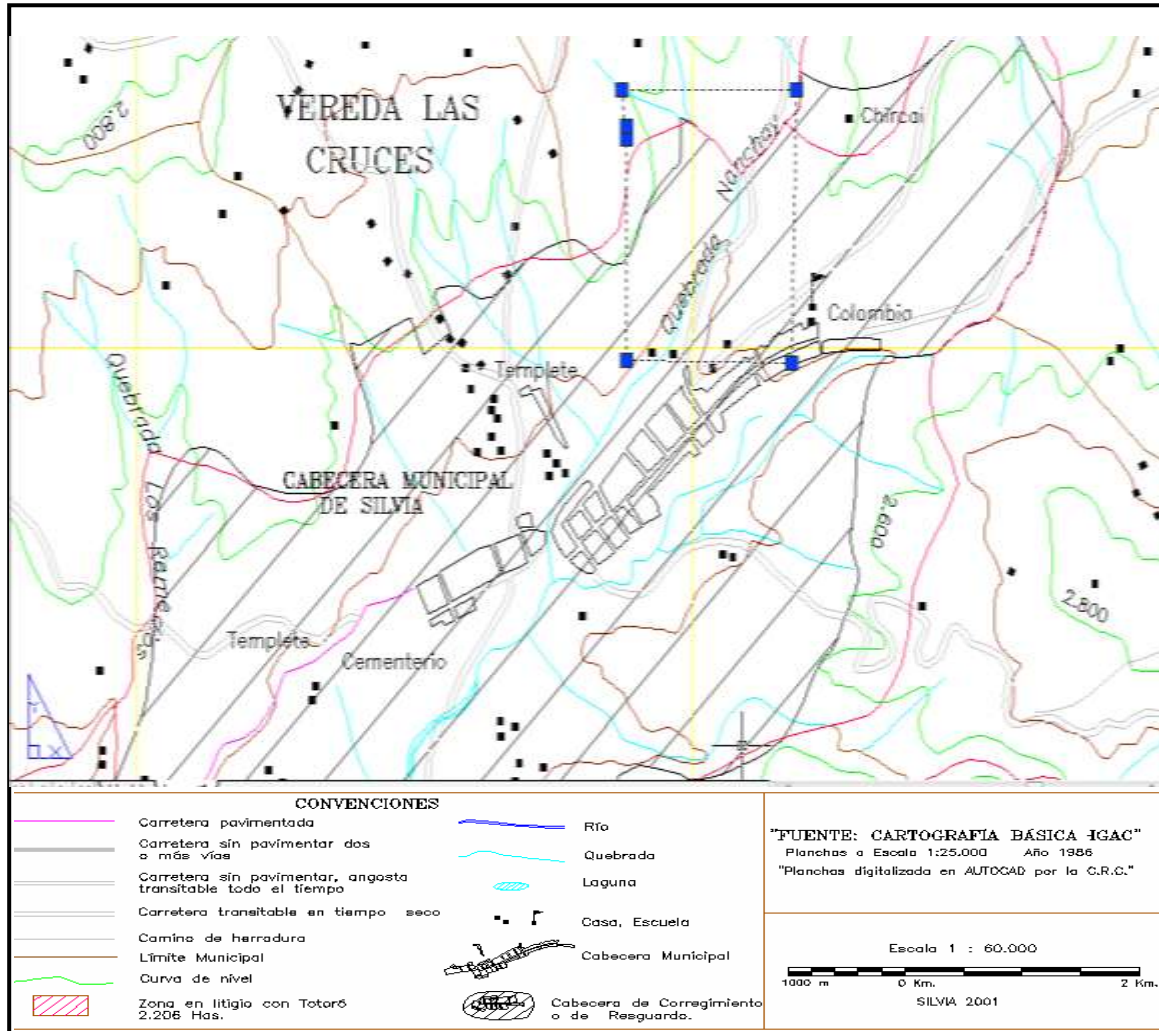 2.800
VEREDA LAS
CRUCES
Chircai
Quebrada Manchay
Colombia
Templete
Quebrada Los Remedios
CABECERA MUNICIPAL
DE SILVIA
2.600
2.800
Templete
Cementerio
Y
X
CONVENCIONES
Carretera pavimentada
Carretera sin pavimentar dos
o más vías
Carretera sin pavimentar, angosta
transitable todo el tiempo
Carretera transitable en tiempo seco
Camino de herradura
Límite Municipal
Curva de nivel
Zona en litigio con Totoró
2.206 Has.
Río
Quebrada
Laguna
Casa, Escuela
Cabecera Municipal
Cabecera de Corregimiento
o de Resguardo.
"FUENTE: CARTOGRAFIA BÁSICA IGAC"
Planchas a Escala 1:25.000 Año 1986
"Planchas digitalizada en AUTOCAD por la C.R.C."
Escala 1 : 60.000
1000 m 0 Km. 2 Km.
SILVIA 2001